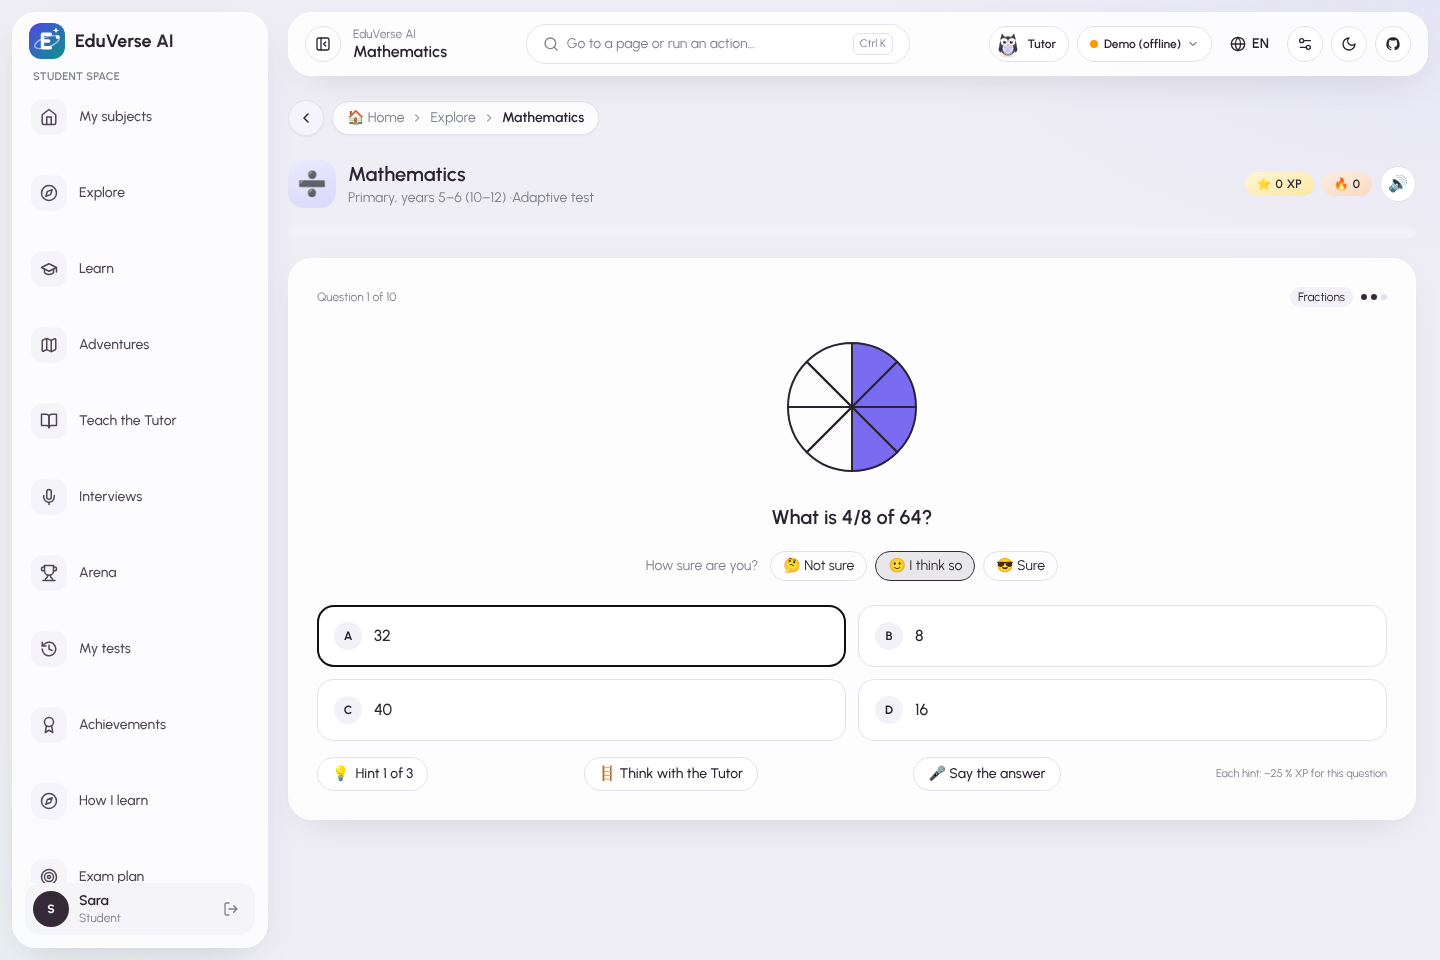 EduVerse AI
STUDENT SPACE
My subjects
Explore
Learn
Adventures
Teach the Tutor
Interviews
Arena
My tests
Achievements
How I learn
Exam plan
S
Sara
Student
EduVerse AI
Mathematics
Go to a page or run an action...
Ctrl K
Tutor
Demo (offline)
EN
Home
Explore
Mathematics
Mathematics
Primary, years 5–6 (10–12) ·Adaptive test
0 XP
0
Question 1 of 10
Fractions
What is 4/8 of 64?
How sure are you?
Not sure
I think so
Sure
A 32
B 8
C 40
D 16
Hint 1 of 3
Think with the Tutor
Say the answer
Each hint: −25 % XP for this question